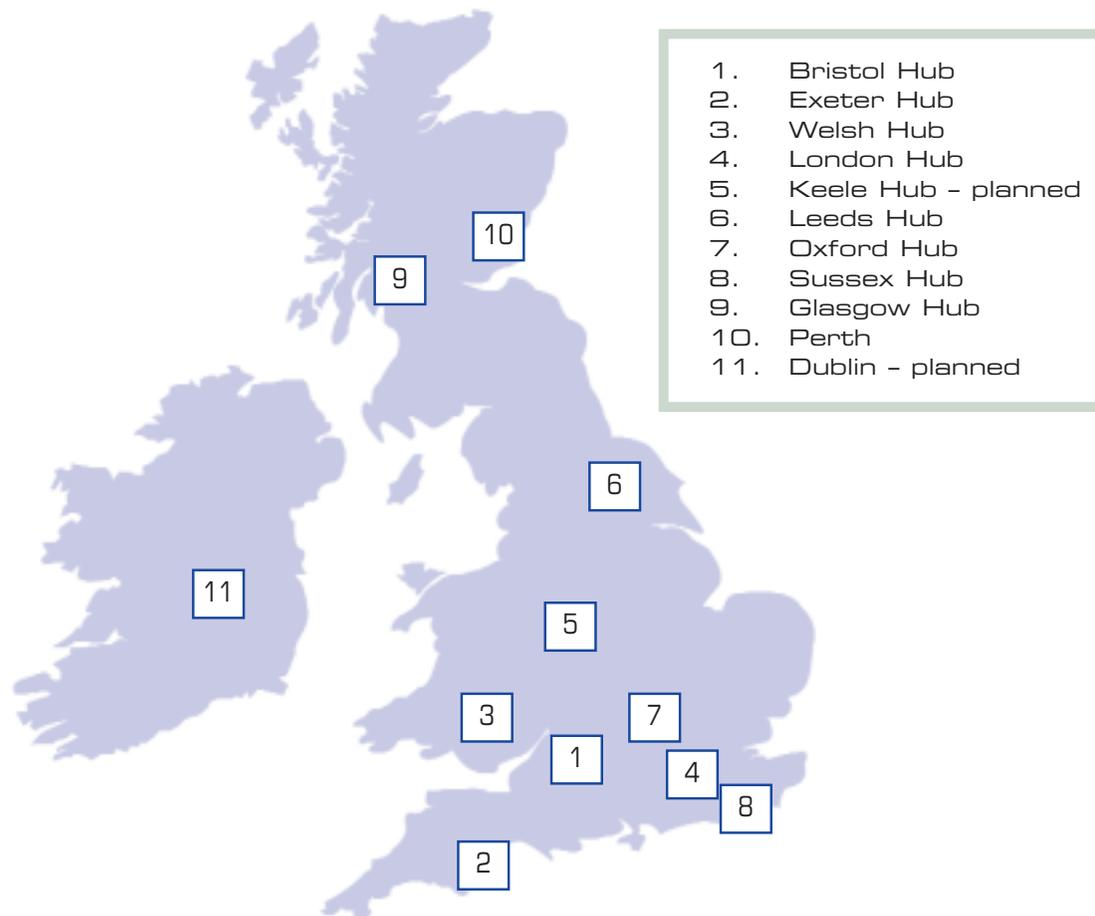 1. Bristol Hub
2. Exeter Hub
3. Welsh Hub
4. London Hub
5. Keele Hub – planned
6. Leeds Hub
7. Oxford Hub
8. Sussex Hub
9. Glasgow Hub
10. Perth
11. Dublin – planned
10
9
6
11
5
3
7
1
4
8
2